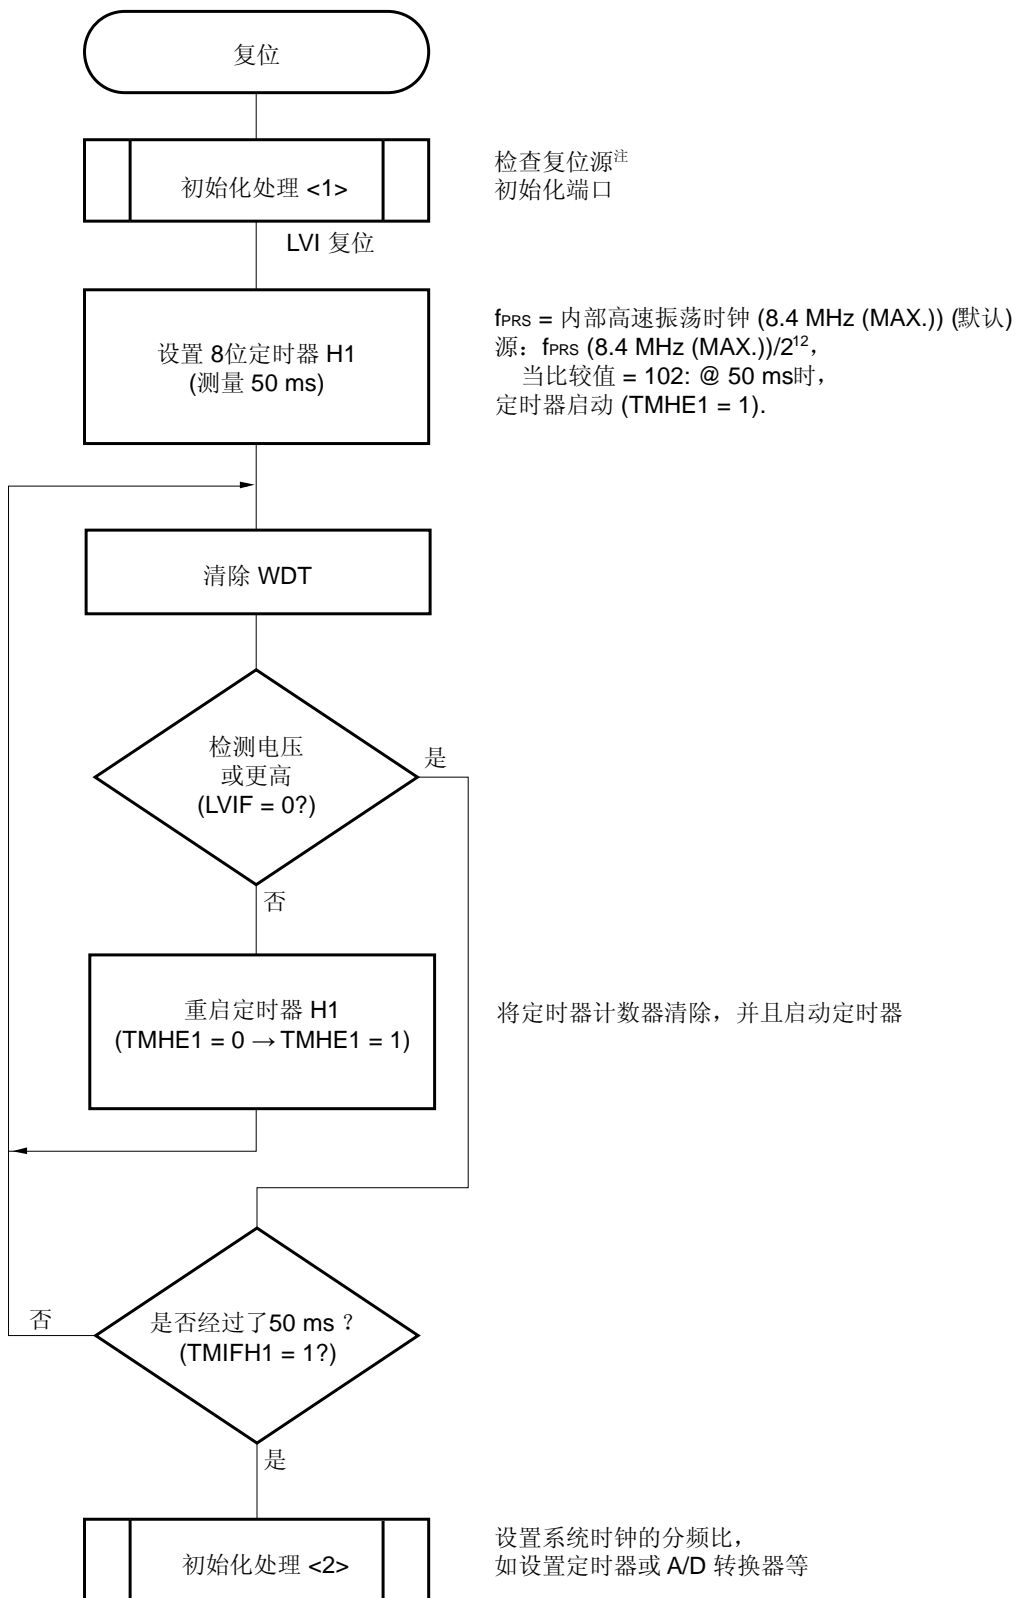 复位
初始化处理 <1>
检查复位源注
初始化端口
LVI 复位
设置 8位定时器 H1
(测量 50 ms)
fPRS = 内部高速振荡时钟 (8.4 MHz (MAX.)) (默认)
源：fPRS (8.4 MHz (MAX.))/2¹²，
当比较值 = 102: @ 50 ms时，
定时器启动 (TMHE1 = 1).
清除 WDT
检测电压
或更高
(LVIF = 0?)
是
否
重启定时器 H1
(TMHE1 = 0 → TMHE1 = 1)
将定时器计数器清除，并且启动定时器
是否经过了50 ms？
(TMIFH1 = 1?)
否
是
初始化处理 <2>
设置系统时钟的分频比，
如设置定时器或 A/D 转换器等